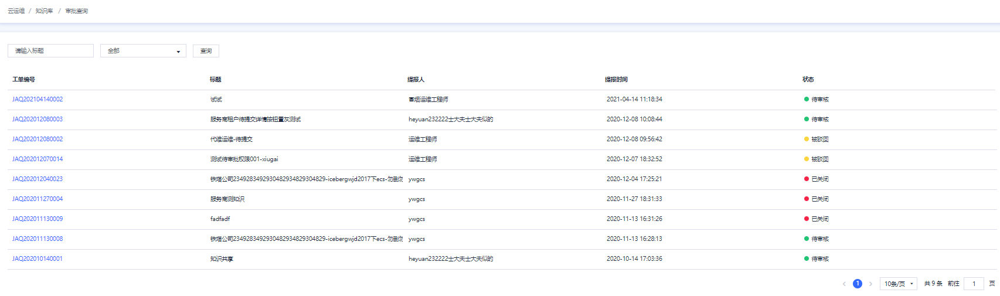 云运维 / 知识库 / 审批查询
请输入标题 全部 查询
工单编号 标题 提报人 提报时间 状态
JAQ202104140002 试试 冒烟运维工程师 2021-04-14 11:18:34 待审核
JAQ202012080003 服务商租户待提交详情按钮置灰测试 heyuan232222士大夫士大夫似的 2020-12-08 10:08:44 待审核
JAQ202012080002 代维运维-待提交 运维工程师 2020-12-08 09:56:42 被驳回
JAQ202012070014 测试待审批权限001-xiugai 运维工程师 2020-12-07 18:32:52 被驳回
JAQ202012040023 铁塔公司2349283492930482934829304829-icebergwjd2017下ecs-勿删勿 ywgcs 2020-12-04 17:25:21 已关闭
JAQ202011270004 服务商测知识 ywgcs 2020-11-27 18:31:33 已关闭
JAQ202011130009 fadfadf ywgcs 2020-11-13 16:31:26 已关闭
JAQ202011130008 铁塔公司2349283492930482934829304829-icebergwjd2017下ecs-勿删勿 ywgcs 2020-11-13 16:28:13 待审核
JAQ202010140001 知识共享 heyuan232222士大夫士大夫似的 2020-10-14 17:03:36 待审核
1 10条/页 共 9 条 前往 1 页